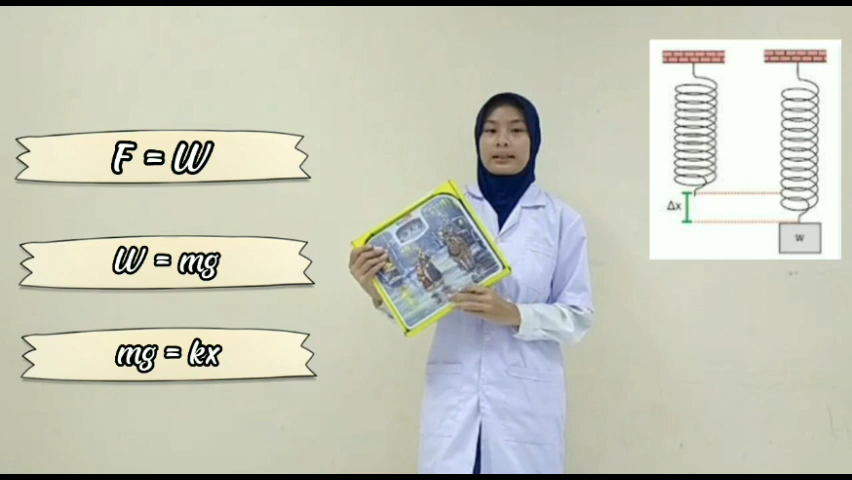 F = W
W = mg
mg = kx
Δx
W